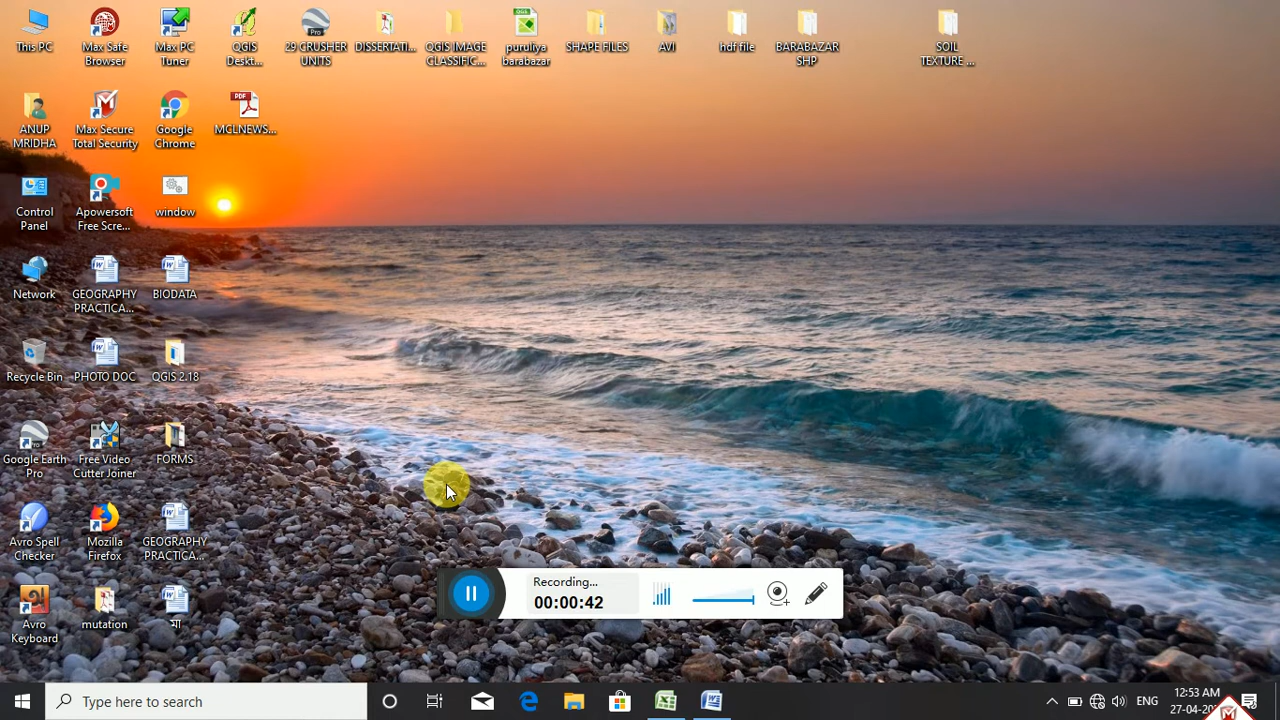 This PC
Max Safe
Browser
Max PC
Tuner
QGIS
Deskt...
29 CRUSHER
UNITS
DISSERTATI...
QGIS IMAGE
CLASSIFIC...
puruliya
barabazar
SHAPE FILES
AVI
hdf file
BARABAZAR
SHP
SOIL
TEXTURE ...
ANUP
MRIDHA
Max Secure
Total Security
Google
Chrome
PDF
MCLNEWS...
Control
Panel
Apowersoft
Free Scre...
window
Network
GEOGRAPHY
PRACTICA...
BIODATA
Recycle Bin
PHOTO DOC
QGIS 2.18
Google Earth
Pro
Free Video
Cutter Joiner
FORMS
Avro Spell
Checker
Mozilla
Firefox
GEOGRAPHY
PRACTICA...
Avro
Keyboard
mutation
মা
Recording...
00:00:42
Type here to search
ENG
12:53 AM
27-04-20